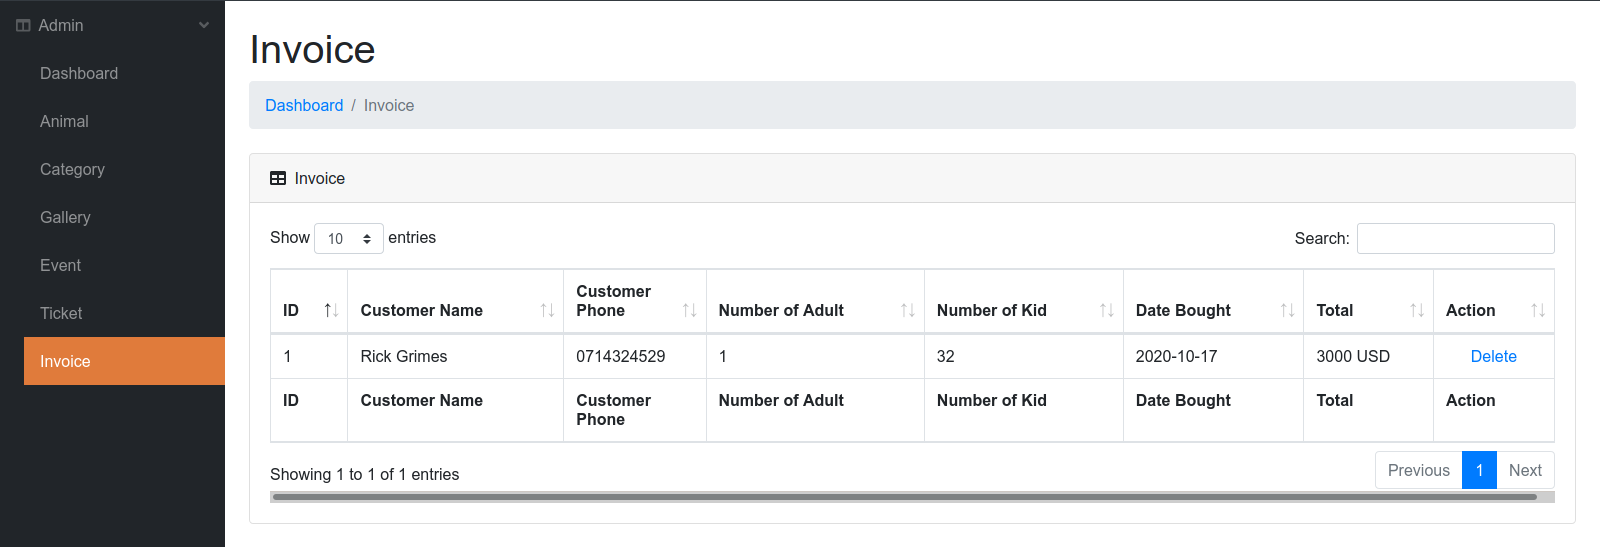 Admin
Dashboard
Animal
Category
Gallery
Event
Ticket
Invoice
Invoice
Dashboard / Invoice
Invoice
Show 10 entries
Search:
ID Customer Name Customer Phone Number of Adult Number of Kid Date Bought Total Action
1 Rick Grimes 0714324529 1 32 2020-10-17 3000 USD Delete
ID Customer Name Customer Phone Number of Adult Number of Kid Date Bought Total Action
Showing 1 to 1 of 1 entries
Previous 1 Next